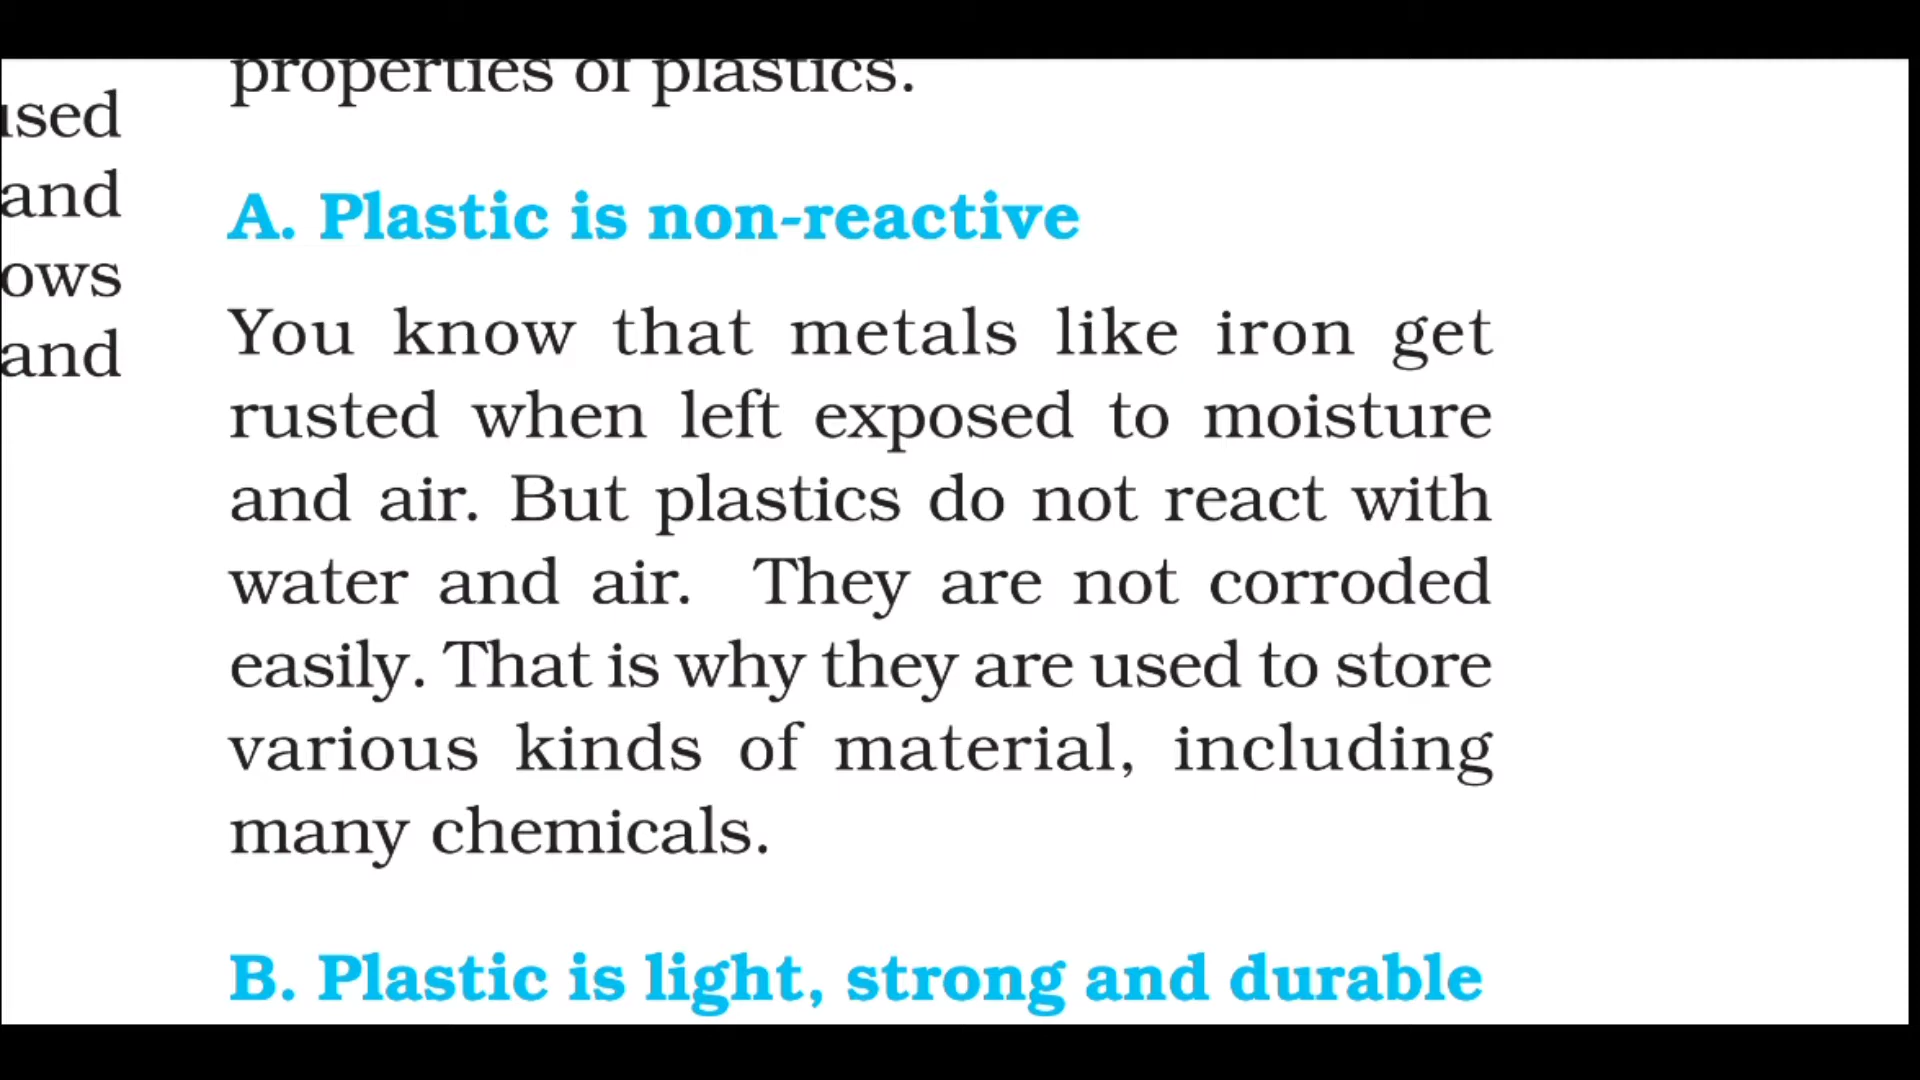 properties of plastics.
used
and
ows
and
A. Plastic is non-reactive
You know that metals like iron get
rusted when left exposed to moisture
and air. But plastics do not react with
water and air. They are not corroded
easily. That is why they are used to store
various kinds of material, including
many chemicals.
B. Plastic is light, strong and durable